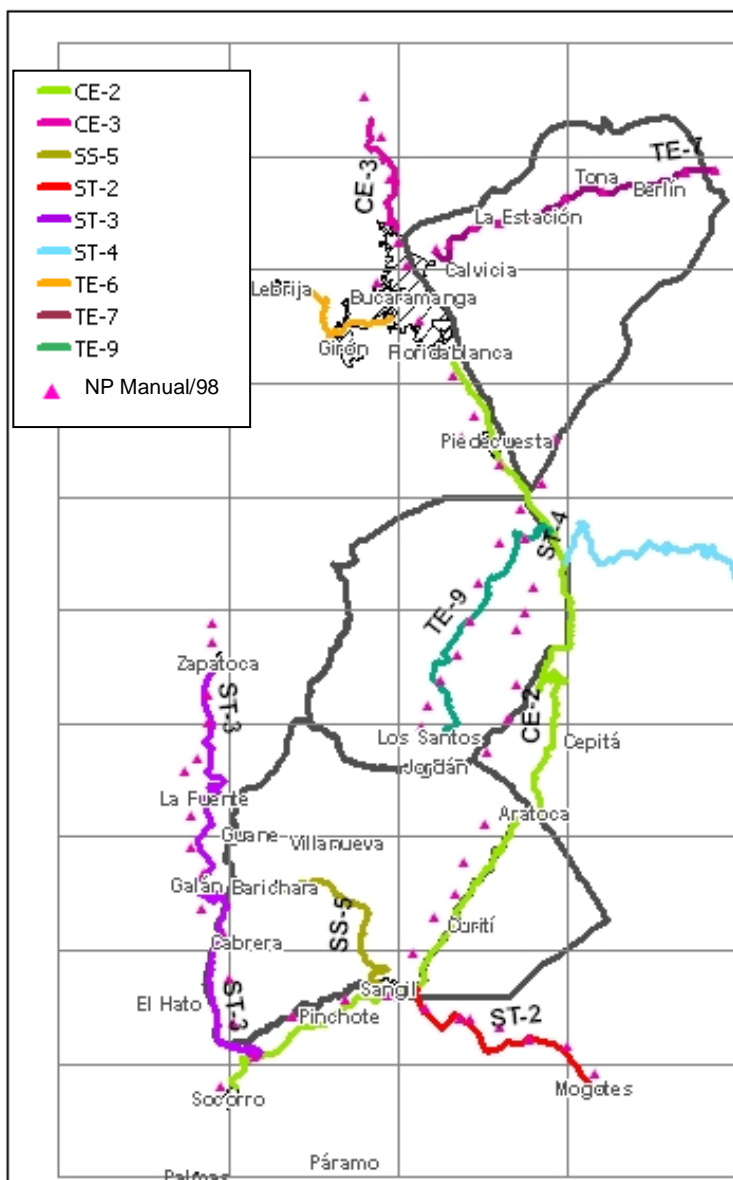 CE-2
CE-3
SS-5
ST-2
ST-3
ST-4
TE-6
TE-7
TE-9
NP Manual/98
CE-3
TE-7
Tona
Berlín
La Estación
Calvicia
Lebrija
Bucaramanga
Girón
Floridablanca
Piedecuesta
ST-4
TE-9
Zapatoca
ST-3
CE-2
Los Santos
Cepitá
Jordán
La Fuente
Aratoca
Guane
Villanueva
Galán
Barichara
SS-5
Curití
Cabrera
Sangil
El Hato
ST-3
Pinchote
ST-2
Socorro
Mogotes
Páramo
Palmas